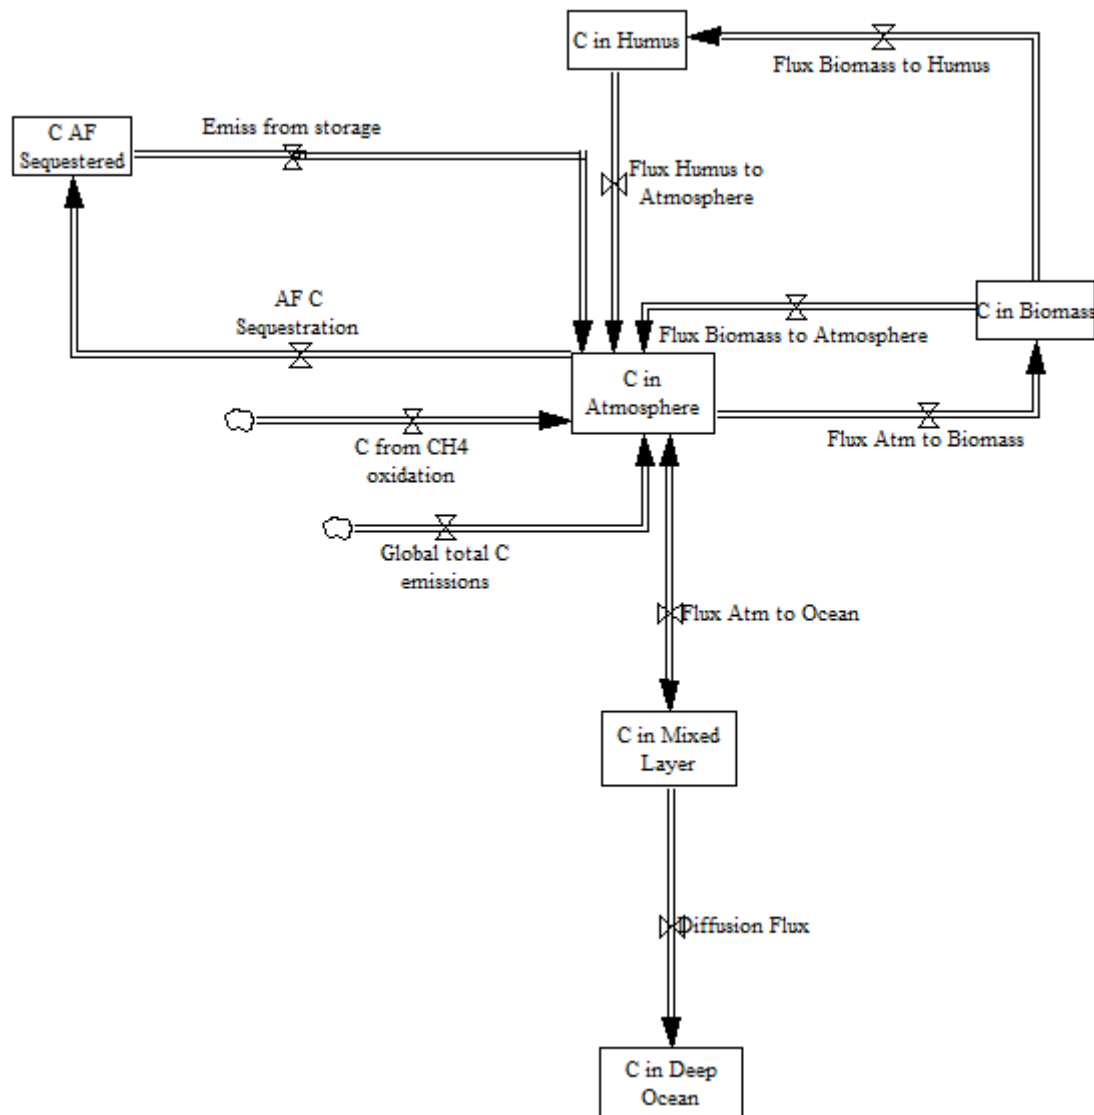 C in Humus
Flux Biomass to Humus
C AF
Sequestered
Emiss from storage
Flux Humus to
Atmosphere
AF C
Sequestration
C in Biomass
Flux Biomass to Atmosphere
C in
Atmosphere
Flux Atm to Biomass
C from CH4
oxidation
Global total C
emissions
Flux Atm to Ocean
C in Mixed
Layer
Diffusion Flux
C in Deep
Ocean